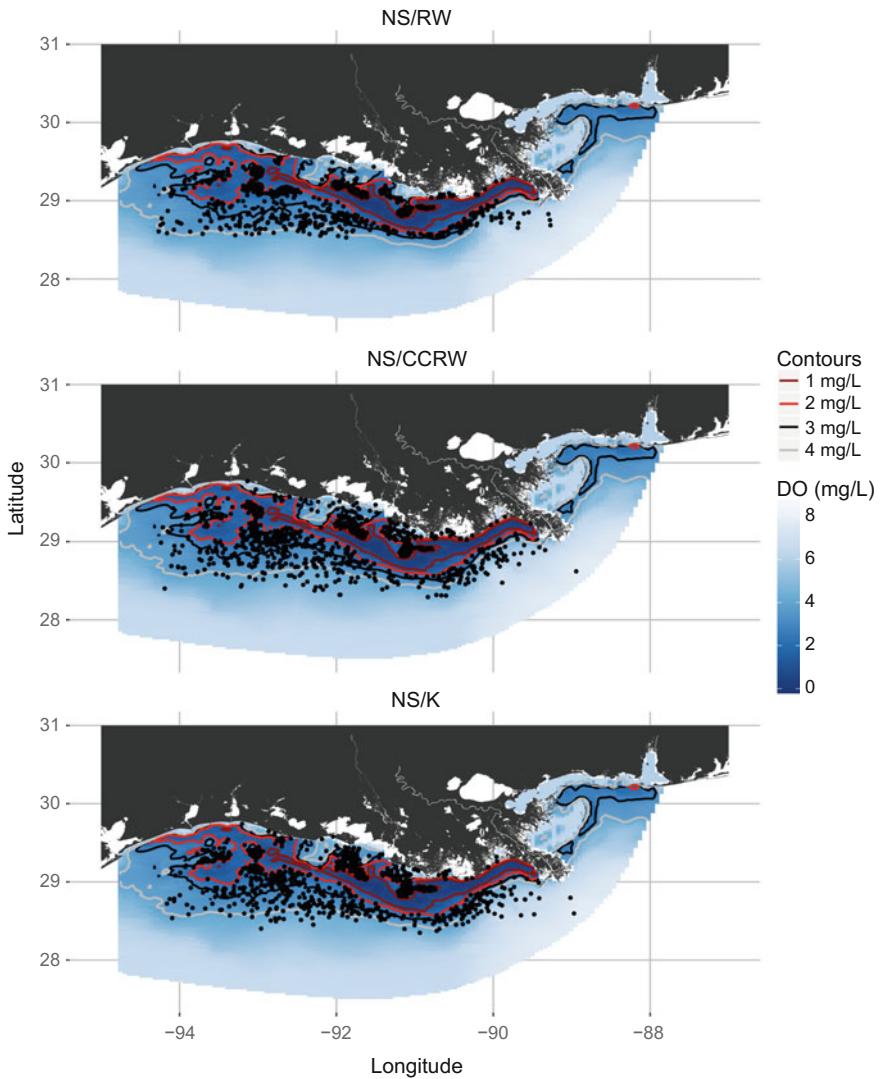 NS/RW
31
30
29
28
NS/CCRW
31
30
29
28
Latitude
Contours
1 mg/L
2 mg/L
3 mg/L
4 mg/L
DO (mg/L)
8
6
4
2
0
NS/K
31
30
29
28
−94
−92
−90
−88
Longitude